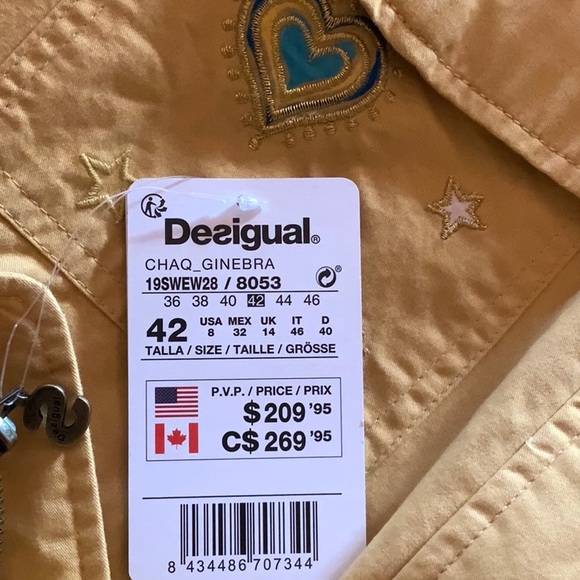 Desigual®
CHAQ_GINEBRA
19SWEW28 / 8053
36 38 40 42 44 46
42 USA MEX UK IT D
8 32 14 46 40
TALLA / SIZE / TAILLE / GRÖSSE
P.V.P. / PRICE / PRIX
$ 209 '95
C$ 269 '95
8 434486 707344